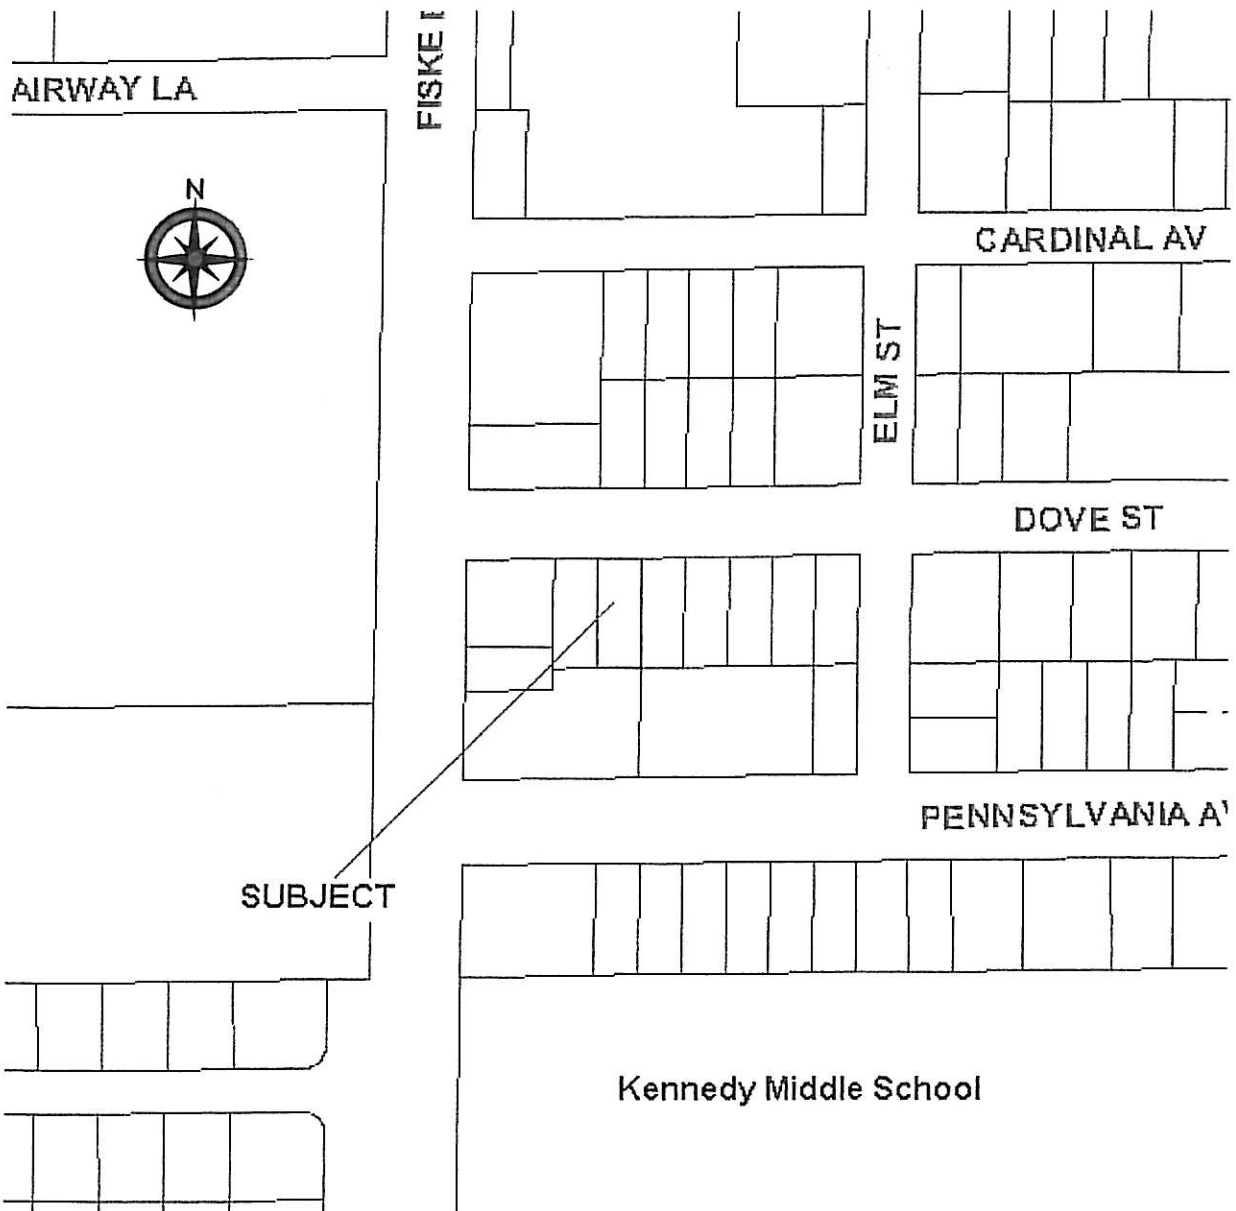 FISKE
AIRWAY LA
N
CARDINAL AV
ELM ST
DOVE ST
PENNSYLVANIA
SUBJECT
Kennedy Middle School